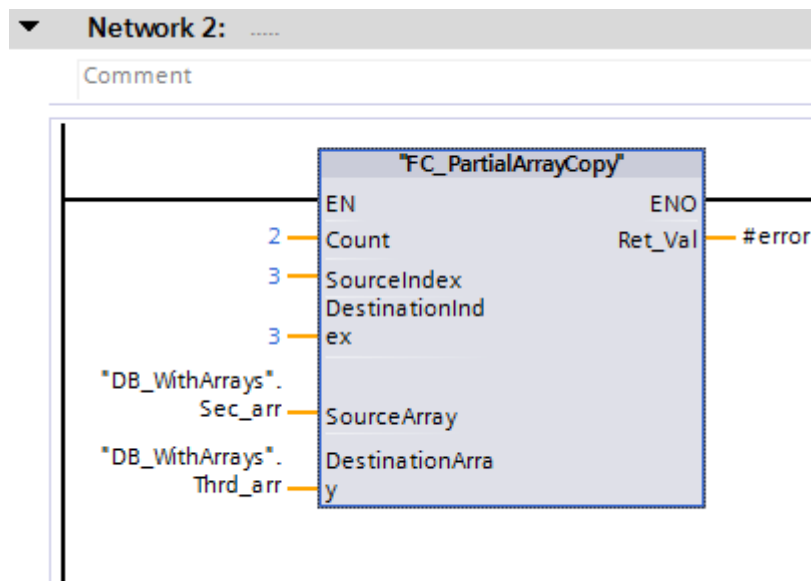 Network 2: .....
Comment
"FC_PartialArrayCopy"
EN ENO
2 Count Ret_Val #error
3 SourceIndex
DestinationInd
3 ex
"DB_WithArrays".
Sec_arr SourceArray
"DB_WithArrays". DestinationArra
Thrd_arr y